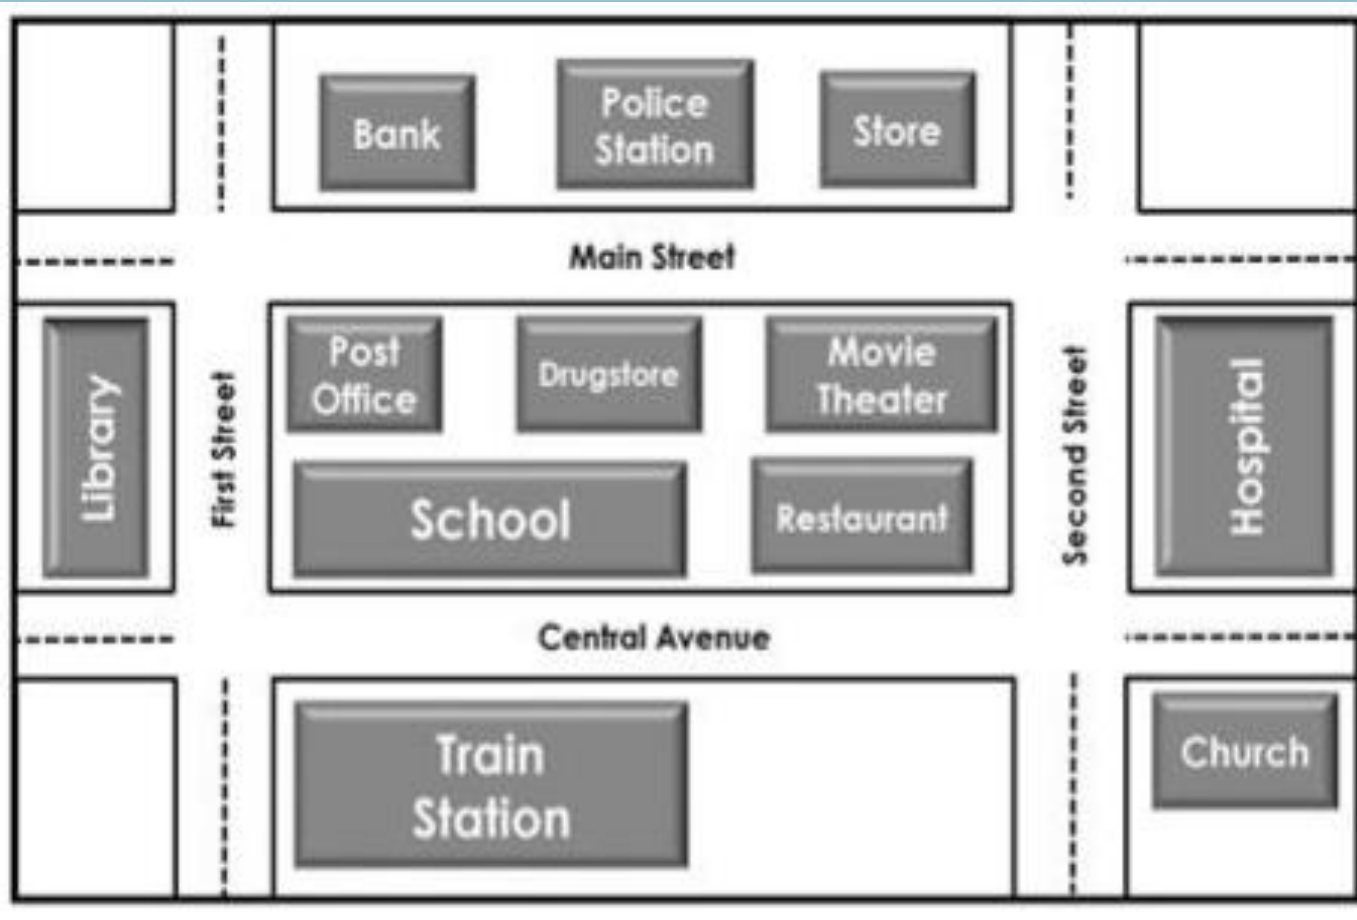 Bank
Police
Station
Store
Main Street
Library
First Street
Post
Office
Drugstore
Movie
Theater
School
Restaurant
Second Street
Hospital
Central Avenue
Train
Station
Church